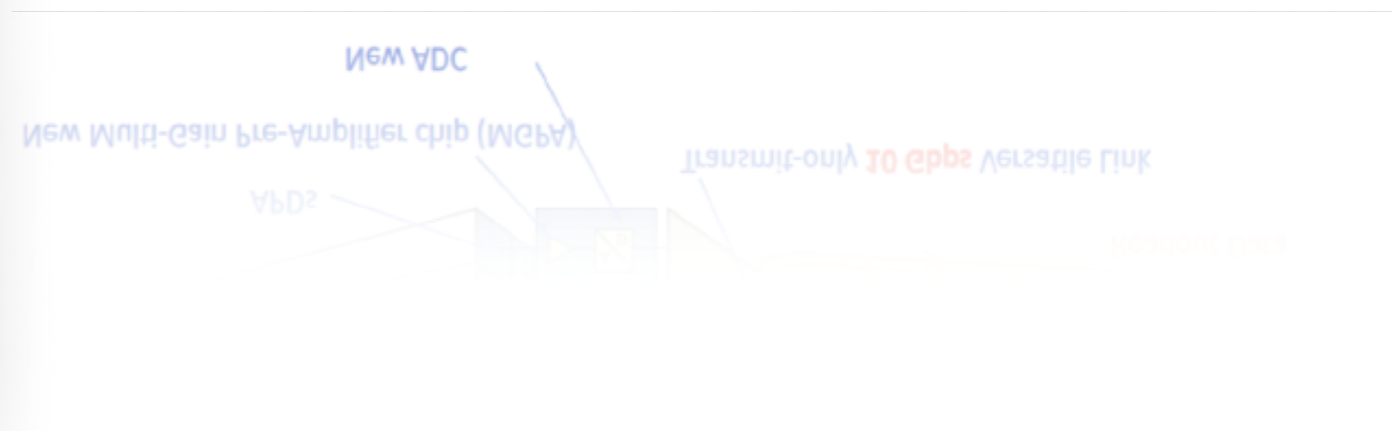 New ADC
New Multi-Gain Pre-Amplifier chip (MGPA)
Transmit-only 10 Gbps Versatile Link
APDs